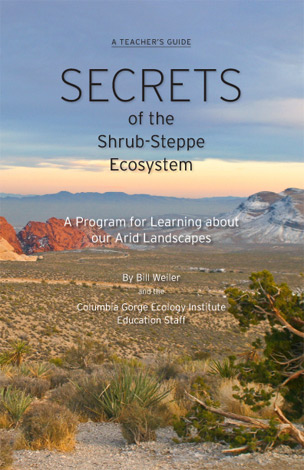 A TEACHER'S GUIDE
SECRETS
of the
Shrub-Steppe
Ecosystem
A Program for Learning about
our Arid Landscapes
By Bill Weiler
and the
Columbia Gorge Ecology Institute
Education Staff